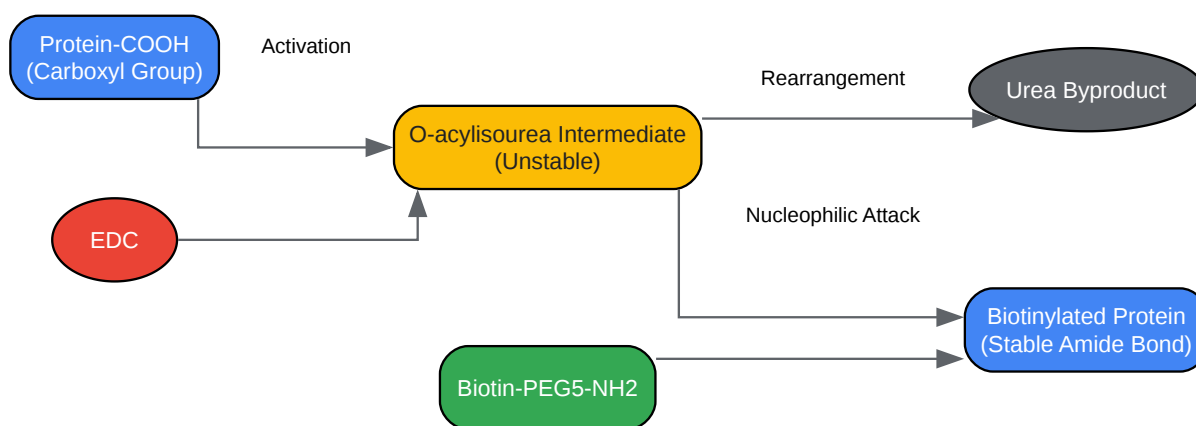 Protein-COOH
(Carboxyl Group)
Activation
Rearrangement
Urea Byproduct
O-acylisourea Intermediate
(Unstable)
Nucleophilic Attack
EDC
Biotinylated Protein
(Stable Amide Bond)
Biotin-PEG5-NH2